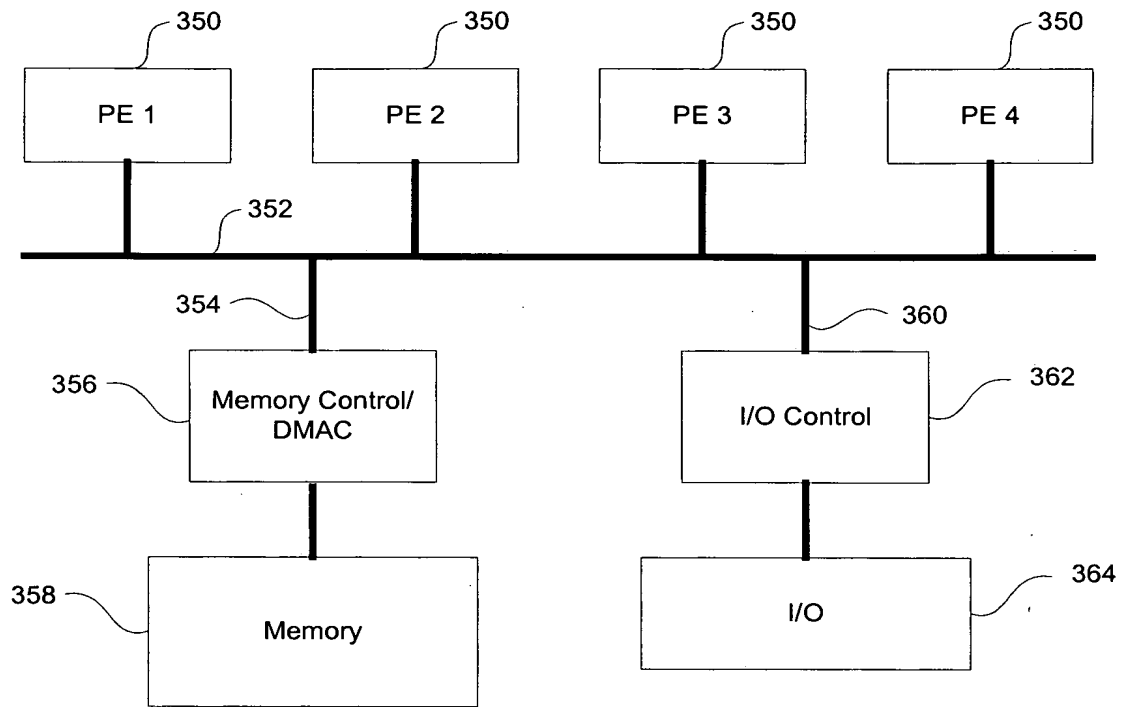 350
350
350
350
PE 1
PE 2
PE 3
PE 4
352
354
360
356
Memory Control/
DMAC
I/O Control
362
358
Memory
I/O
364